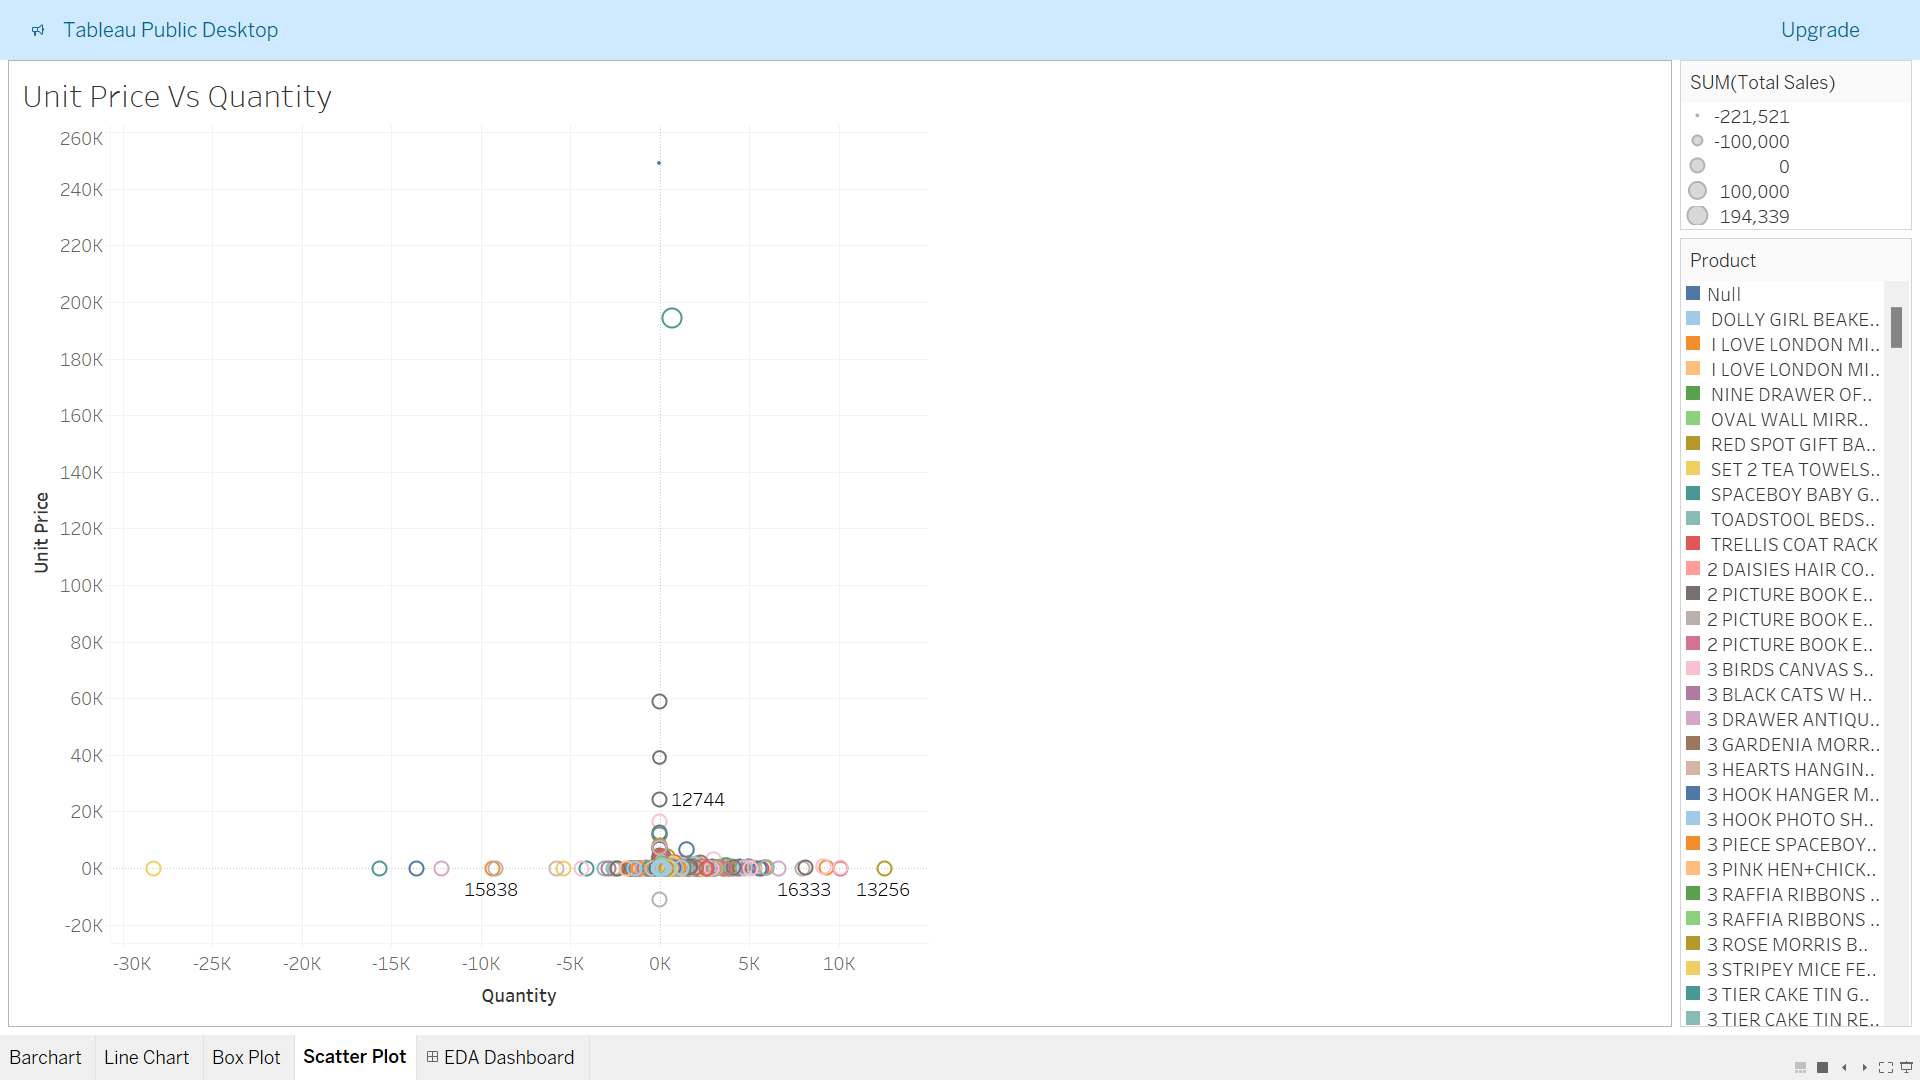 Tableau Public Desktop
Upgrade
Unit Price Vs Quantity
260K
240K
220K
200K
180K
160K
140K
120K
100K
80K
60K
40K
20K
0K
-20K
Unit Price
12744
15838
16333
13256
-30K
-25K
-20K
-15K
-10K
-5K
0K
5K
10K
Quantity
SUM(Total Sales)
-221,521
-100,000
0
100,000
194,339
Product
Null
DOLLY GIRL BEAKE..
I LOVE LONDON MI..
I LOVE LONDON MI..
NINE DRAWER OF..
OVAL WALL MIRR..
RED SPOT GIFT BA..
SET 2 TEA TOWELS..
SPACEBOY BABY G..
TOADSTOOL BEDS..
TRELLIS COAT RACK
2 DAISIES HAIR CO..
2 PICTURE BOOK E..
2 PICTURE BOOK E..
2 PICTURE BOOK E..
3 BIRDS CANVAS S..
3 BLACK CATS W H..
3 DRAWER ANTIQU..
3 GARDENIA MORR..
3 HEARTS HANGIN..
3 HOOK HANGER M..
3 HOOK PHOTO SH..
3 PIECE SPACEBOY..
3 PINK HEN+CHICK..
3 RAFFIA RIBBONS ..
3 RAFFIA RIBBONS ..
3 ROSE MORRIS B..
3 STRIPEY MICE FE..
3 TIER CAKE TIN G..
3 TIER CAKE TIN RE..
Barchart
Line Chart
Box Plot
Scatter Plot
EDA Dashboard